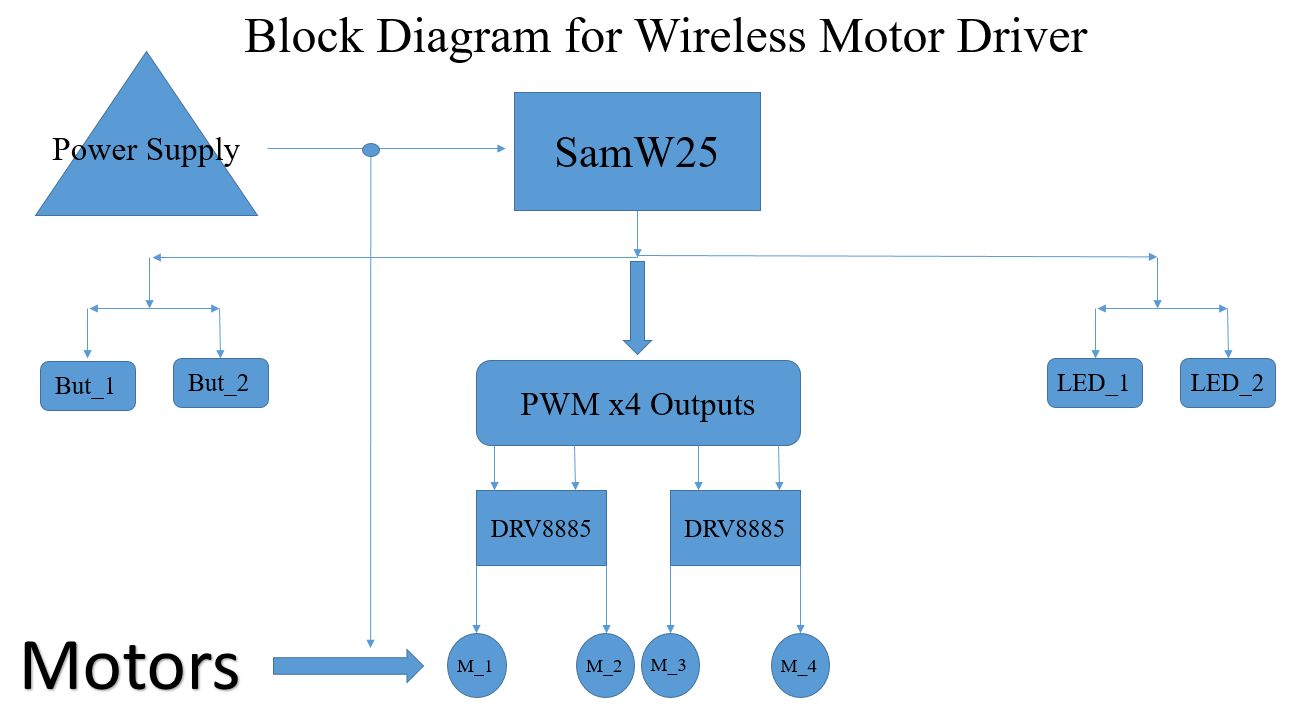 Block Diagram for Wireless Motor Driver
Power Supply
SamW25
But_1
But_2
LED_1
LED_2
PWM x4 Outputs
DRV8885
DRV8885
Motors
M_1
M_2
M_3
M_4